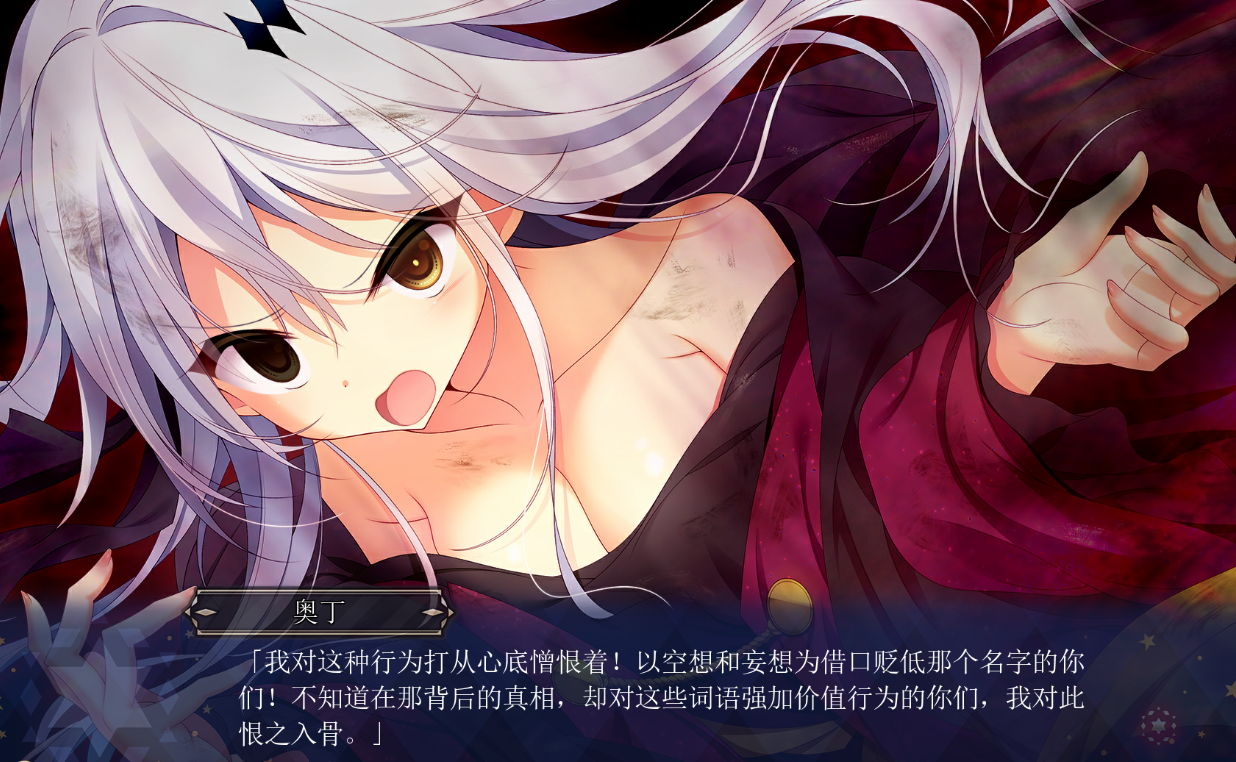 奥丁
「我对这种行为打从心底憎恨着！以空想和妄想为借口贬低那个名字的你
们！不知道在那背后的真相，却对这些词语强加价值行为的你们，我对此
恨之入骨。」